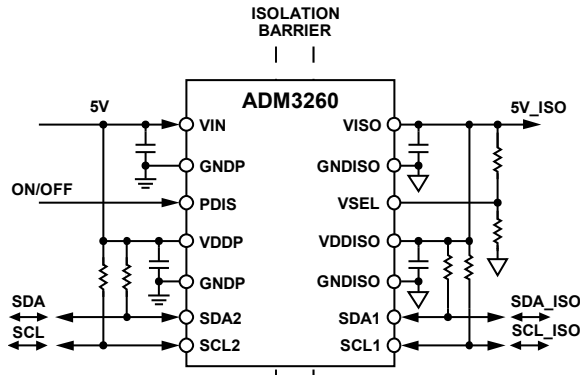 ISOLATION
BARRIER
ADM3260
5V
5V_ISO
VIN
VISO
GNDP
GNDISO
ON/OFF
PDIS
VSEL
VDDP
VDDISO
GNDP
GNDISO
SDA
SDA2
SDA1
SDA_ISO
SCL
SCL2
SCL1
SCL_ISO